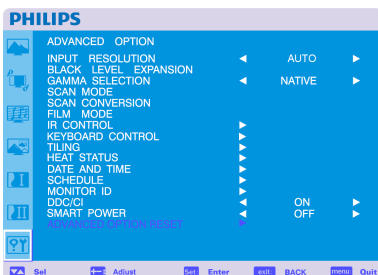 PHILIPS
ADVANCED OPTION
INPUT RESOLUTION AUTO
BLACK LEVEL EXPANSION
GAMMA SELECTION NATIVE
SCAN MODE
SCAN CONVERSION
FILM MODE
IR CONTROL
KEYBOARD CONTROL
TILING
HEAT STATUS
DATE AND TIME
SCHEDULE
MONITOR ID
DDC/CI ON
SMART POWER OFF
ADVANCED OPTION RESET
Sel Adjust Set Enter exit BACK menu Quit